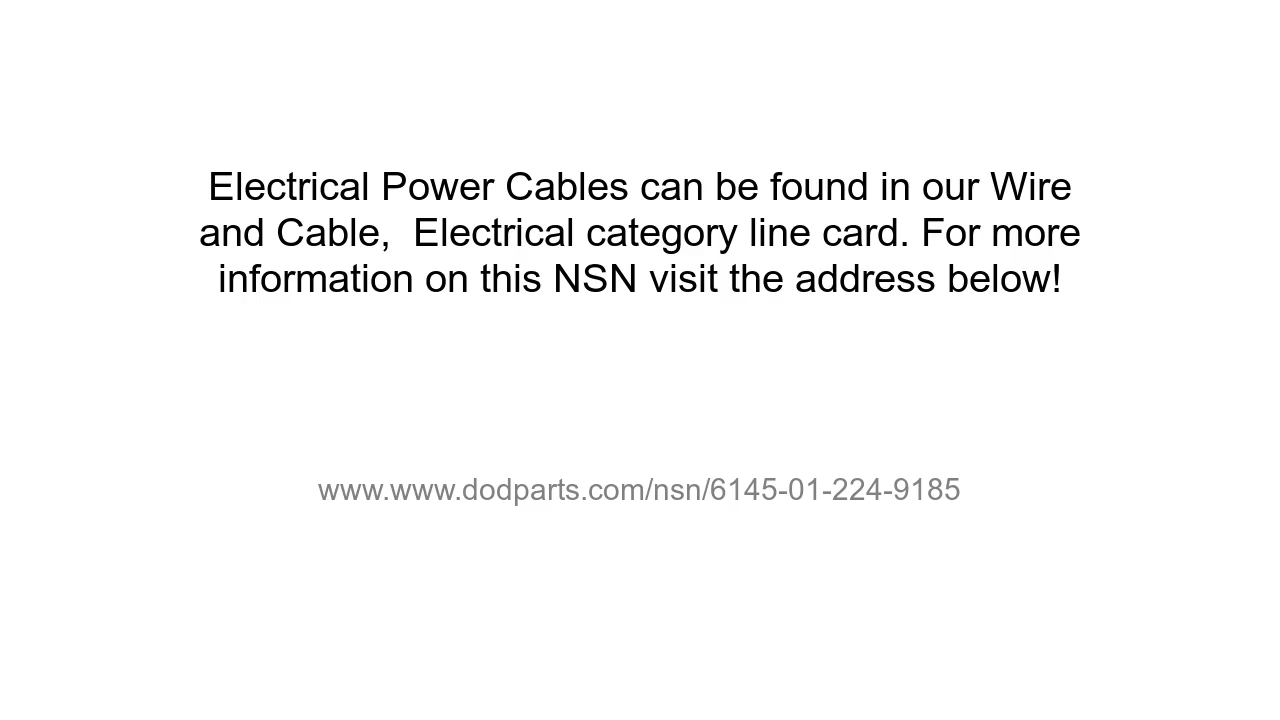 Electrical Power Cables can be found in our Wire
and Cable,  Electrical category line card. For more
information on this NSN visit the address below!
www.www.dodparts.com/nsn/6145-01-224-9185